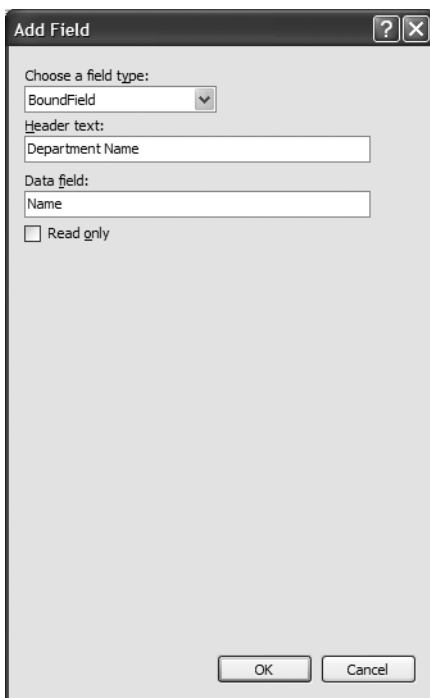 Add Field
Choose a field type:
BoundField
Header text:
Department Name
Data field:
Name
Read only
OK Cancel